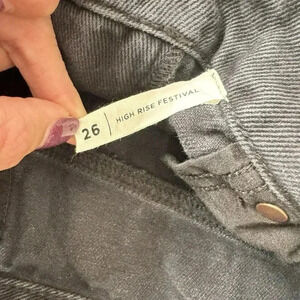 26 | HIGH RISE FESTIVAL